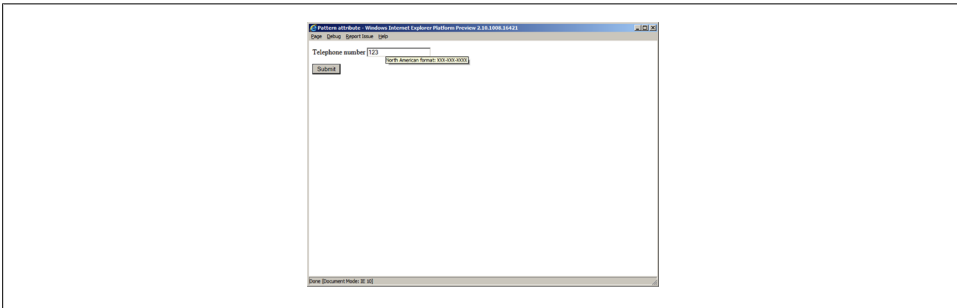 Pattern attribute - Windows Internet Explorer Platform Preview 2.10.1008.16421
Page Debug Report Issue Help
Telephone number 123
North American format: XXX-XXX-XXXX
Submit
Done [Document Mode: IE 10]